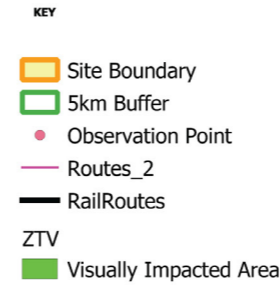 KEY
Site Boundary
5km Buffer
Observation Point
Routes_2
RailRoutes
ZTV
Visually Impacted Area